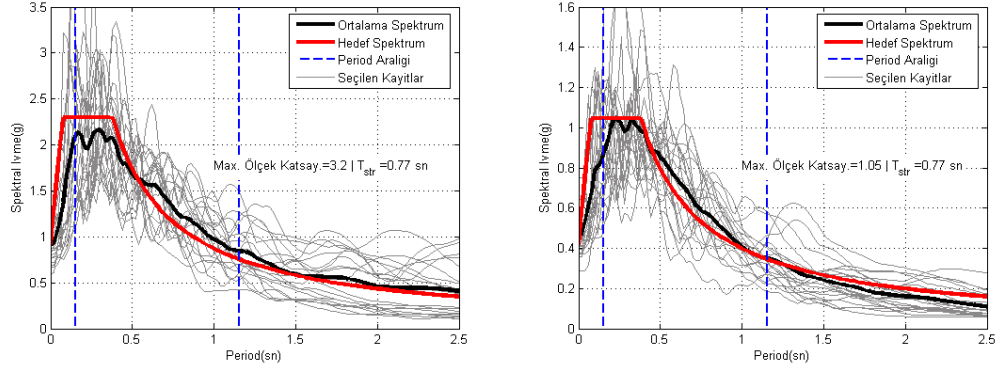 3.5
3
2.5
2
1.5
1
0.5
0
0 0.5 1 1.5 2 2.5
Spektral İvme(g)
Period(sn)
Ortalama Spektrum
Hedef Spektrum
Period Araligi
Seçilen Kayitlar
Max. Ölçek Katsay.=3.2 | T_str =0.77 sn
1.6
1.4
1.2
1
0.8
0.6
0.4
0.2
0
0 0.5 1 1.5 2 2.5
Spektral İvme(g)
Period(sn)
Ortalama Spektrum
Hedef Spektrum
Period Araligi
Seçilen Kayitlar
Max. Ölçek Katsay.=1.05 | T_str =0.77 sn